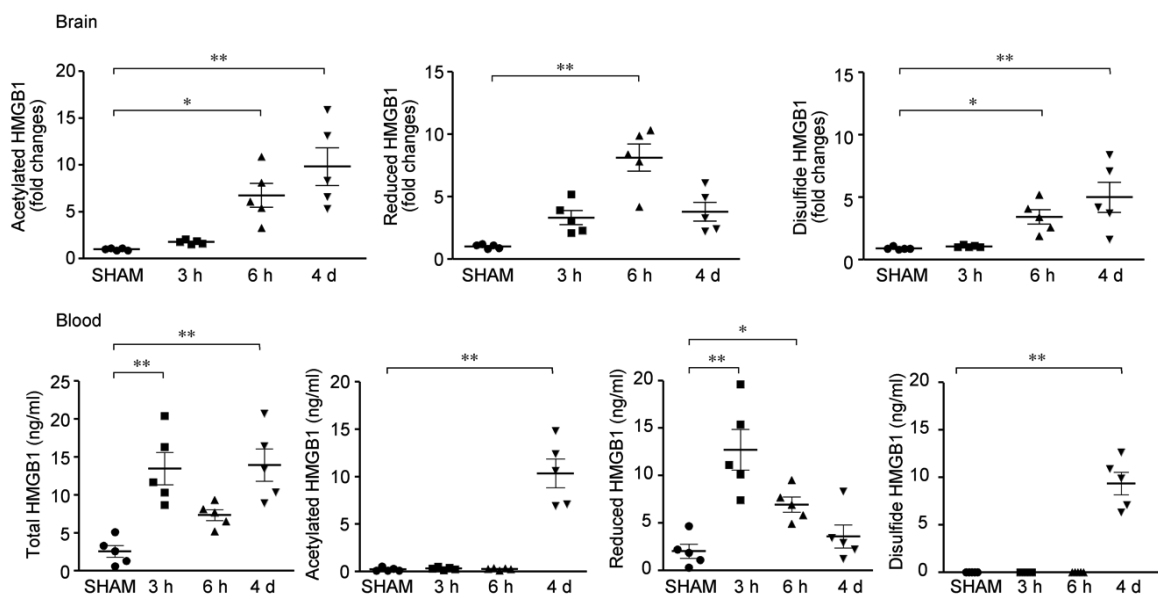 Brain
Acetylated HMGB1
(fold changes)
20
15
10
5
0
**
*
SHAM 3 h 6 h 4 d
Reduced HMGB1
(fold changes)
15
10
5
0
**
SHAM 3 h 6 h 4 d
Disulfide HMGB1
(fold changes)
15
10
5
0
**
*
SHAM 3 h 6 h 4 d
Blood
Total HMGB1 (ng/ml)
25
20
15
10
5
0
**
**
SHAM 3 h 6 h 4 d
Acetylated HMGB1 (ng/ml)
20
15
10
5
0
**
SHAM 3 h 6 h 4 d
Reduced HMGB1 (ng/ml)
20
15
10
5
0
*
**
SHAM 3 h 6 h 4 d
Disulfide HMGB1 (ng/ml)
20
15
10
5
0
**
SHAM 3 h 6 h 4 d